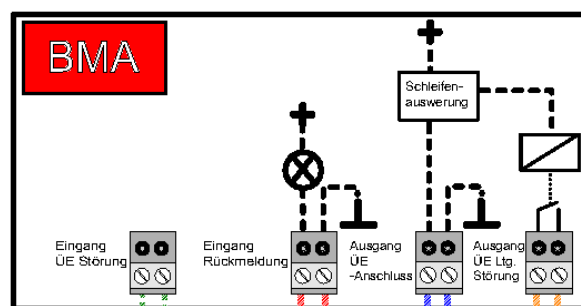 BMA
Schleifen-
auswerung
Eingang
ÜE Störung
Eingang
Rückmeldung
Ausgang
ÜE
-Anschluss
Ausgang
ÜE Ltg.
Störung